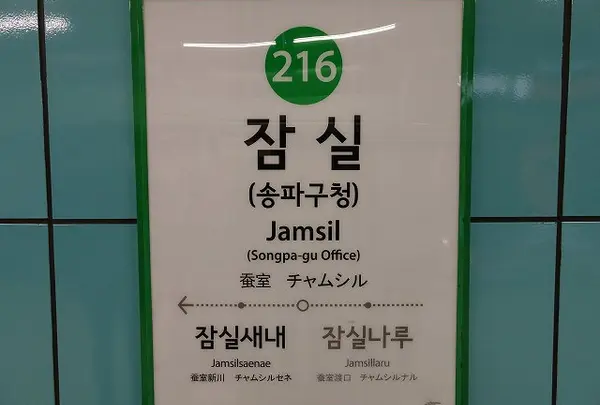 216
잠 실
(송파구청)
Jamsil
(Songpa-gu Office)
蚕室 チャムシル
잠실새내 잠실나루
Jamsilsaenae Jamsillaru
蚕室新川 チャムシルセネ 蚕室渡口 チャムシルナル